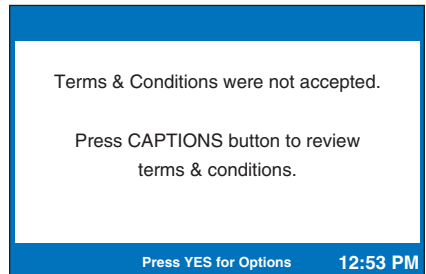 Terms & Conditions were not accepted.
Press CAPTIONS button to review
terms & conditions.
Press YES for Options 12:53 PM